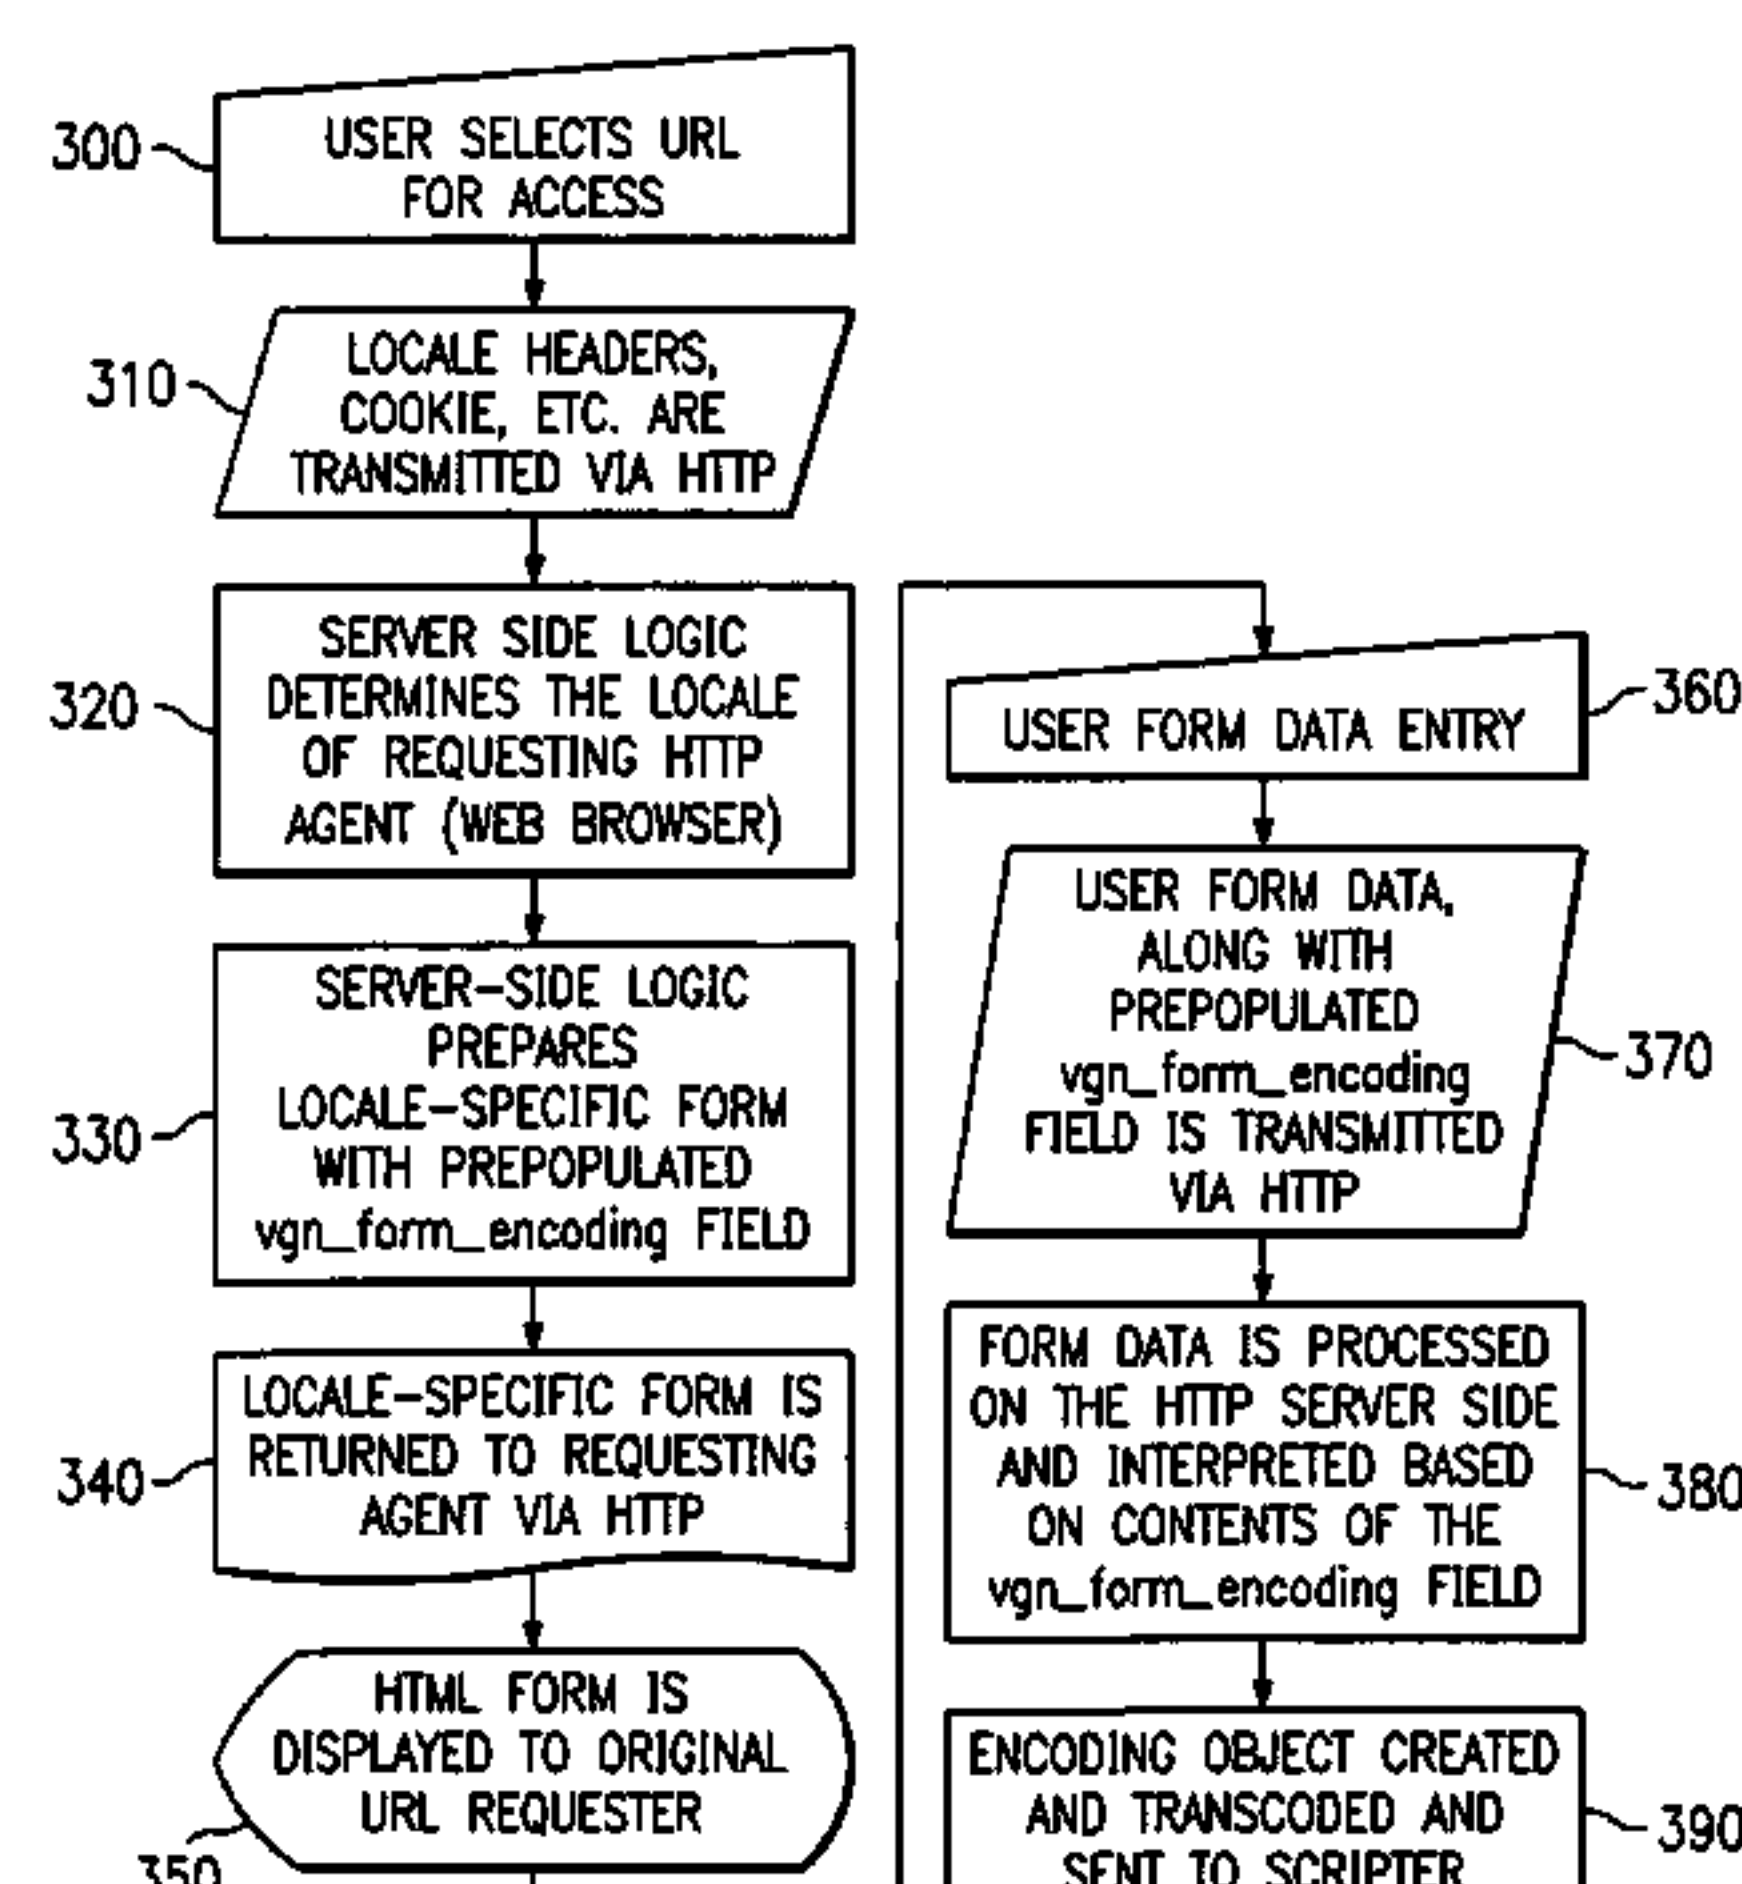 300
USER SELECTS URL
FOR ACCESS
310
LOCALE HEADERS,
COOKIE, ETC. ARE
TRANSMITTED VIA HTTP
320
SERVER SIDE LOGIC
DETERMINES THE LOCALE
OF REQUESTING HTTP
AGENT (WEB BROWSER)
330
SERVER-SIDE LOGIC
PREPARES
LOCALE-SPECIFIC FORM
WITH PREPOPULATED
vgn_form_encoding FIELD
340
LOCALE-SPECIFIC FORM IS
RETURNED TO REQUESTING
AGENT VIA HTTP
HTML FORM IS
DISPLAYED TO ORIGINAL
URL REQUESTER
350
360
USER FORM DATA ENTRY
USER FORM DATA,
ALONG WITH
PREPOPULATED
vgn_form_encoding
FIELD IS TRANSMITTED
VIA HTTP
370
FORM DATA IS PROCESSED
ON THE HTTP SERVER SIDE
AND INTERPRETED BASED
ON CONTENTS OF THE
vgn_form_encoding FIELD
380
ENCODING OBJECT CREATED
AND TRANSCODED AND
SENT TO SCRIPTER
390